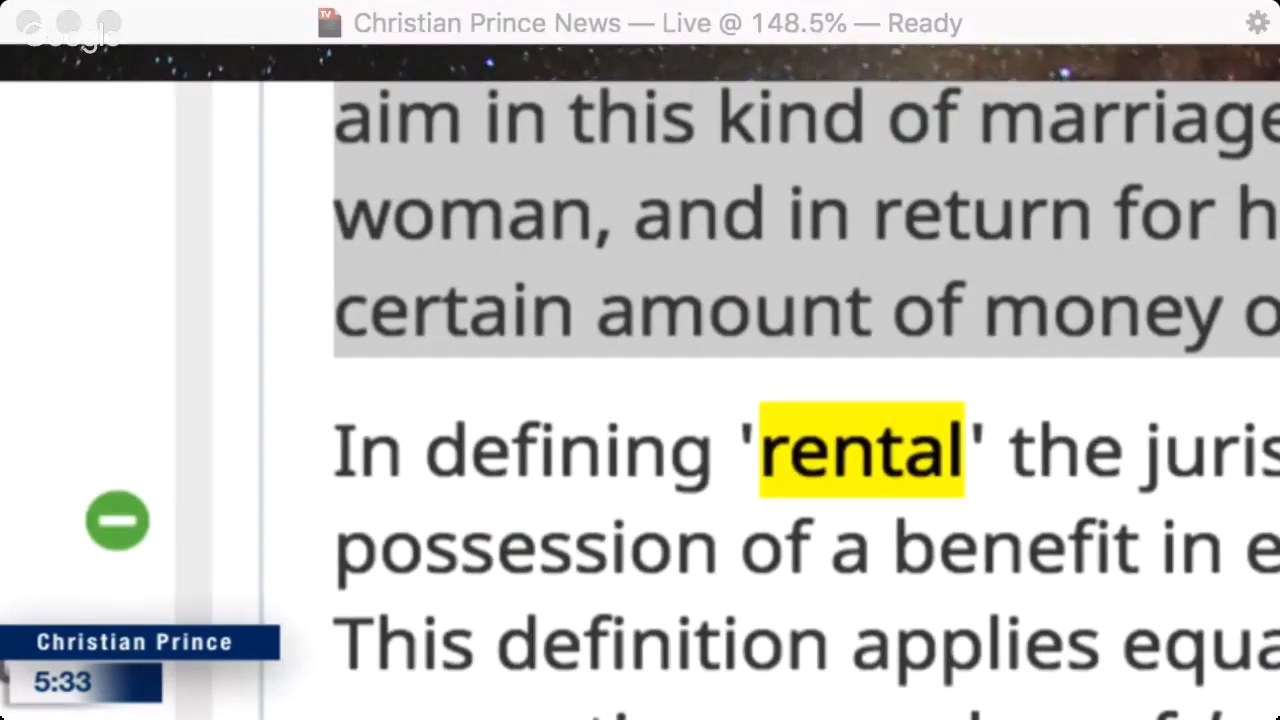 Christian Prince News — Live @ 148.5% — Ready
Google
aim in this kind of marriage
woman, and in return for h
certain amount of money o
In defining 'rental' the juris
possession of a benefit in e
This definition applies equa
Christian Prince
5:33